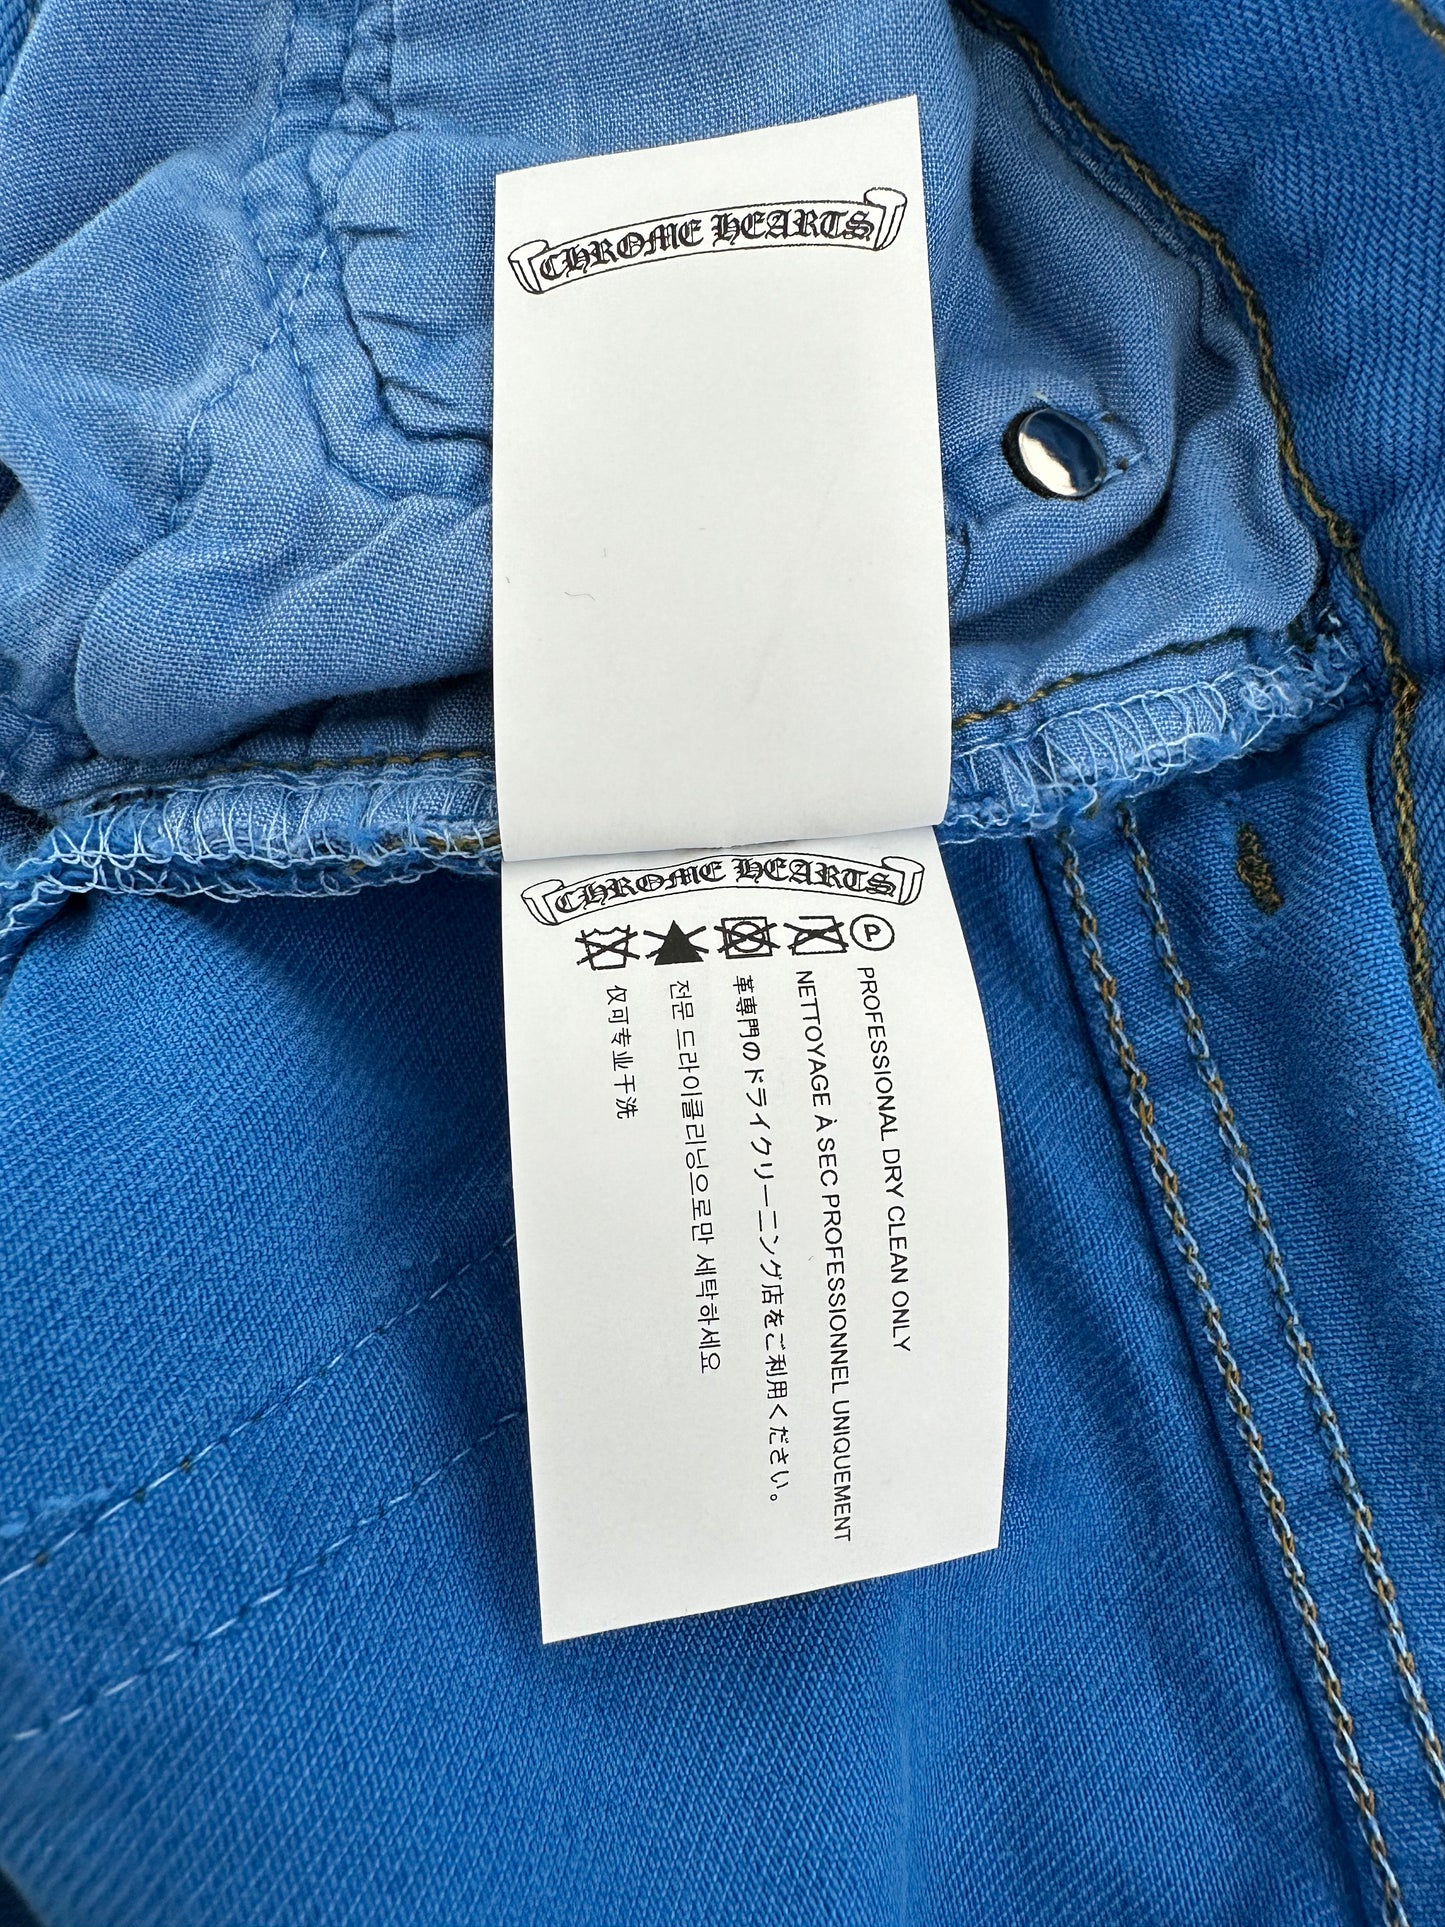 CHROME HEARTS
CHROME HEARTS
P
PROFESSIONAL DRY CLEAN ONLY
NETTOYAGE À SEC PROFESSIONNEL UNIQUEMENT
革専門のドライクリーニング店をご利用ください。
전문 드라이클리닝으로만 세탁하세요
仅可专业干洗